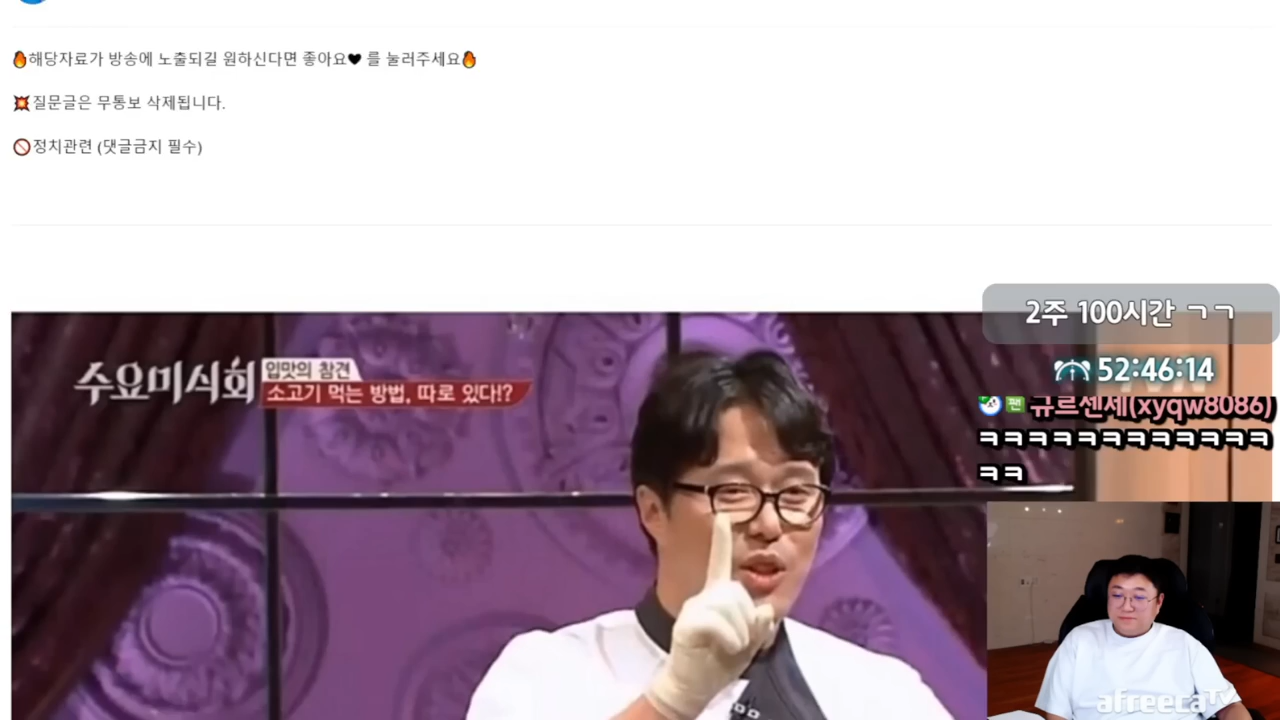 🔥해당자료가 방송에 노출되길 원하신다면 좋아요🖤 를 눌러주세요🔥
💥질문글은 무통보 삭제됩니다.
🚫정치관련 (댓글금지 필수)
2주 100시간 ㄱㄱ
52:46:14
수요미식회
입맛의 참견
소고기 먹는 방법, 따로 있다!?
팬 규르센세(xyqw8086)
ㅋㅋㅋㅋㅋㅋㅋㅋㅋㅋㅋㅋ
ㅋㅋ
afreecaTV